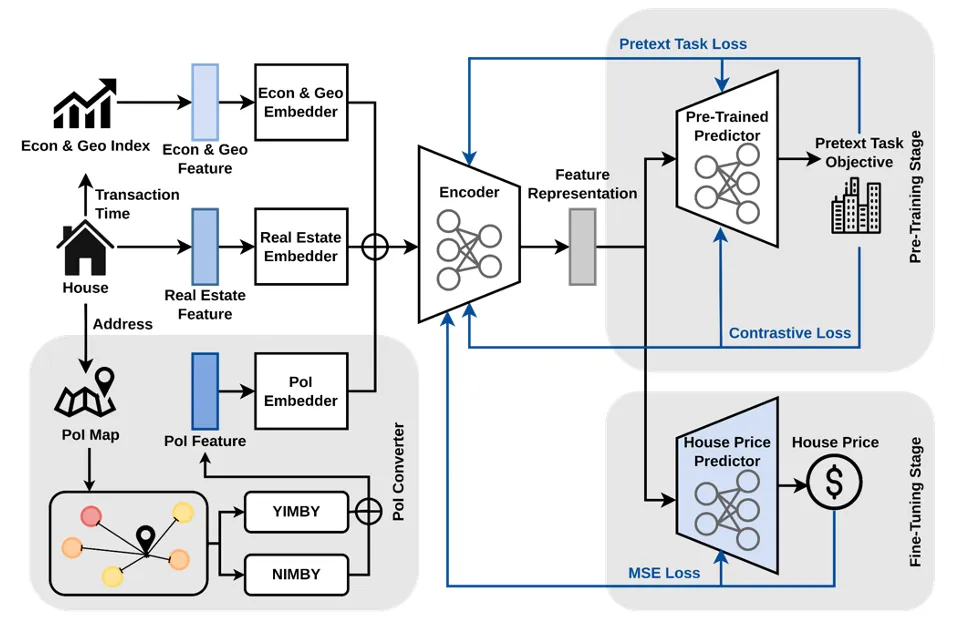 Pretext Task Loss
Econ & Geo Index
Econ & Geo
Feature
Econ & Geo
Embedder
Transaction
Time
House
Real Estate
Feature
Real Estate
Embedder
Address
PoI Map
PoI Feature
PoI
Embedder
YIMBY
NIMBY
PoI Converter
Encoder
Feature
Representation
Pre-Trained
Predictor
Pretext Task
Objective
Pre-Training Stage
Contrastive Loss
House Price
Predictor
House Price
$
MSE Loss
Fine-Tuning Stage